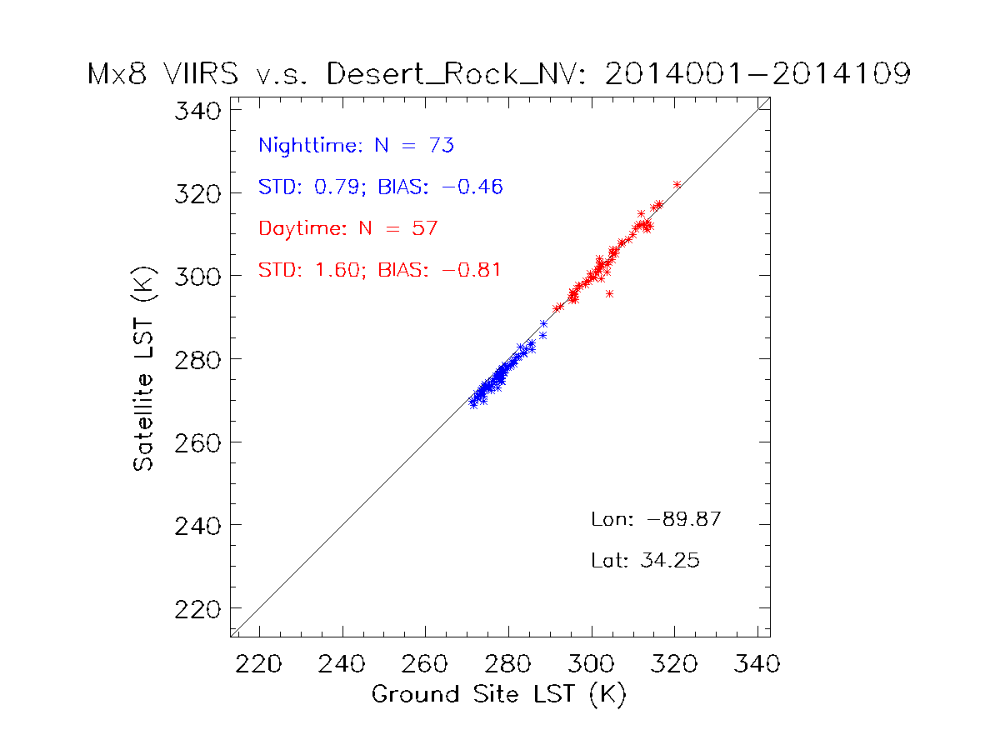 Mx8 VIIRS v.s. Desert_Rock_NV: 2014001-2014109
340
320
300
280
260
240
220
Satellite LST (K)
Nighttime: N = 73
STD: 0.79; BIAS: -0.46
Daytime: N = 57
STD: 1.60; BIAS: -0.81
Lon: -89.87
Lat: 34.25
220 240 260 280 300 320 340
Ground Site LST (K)